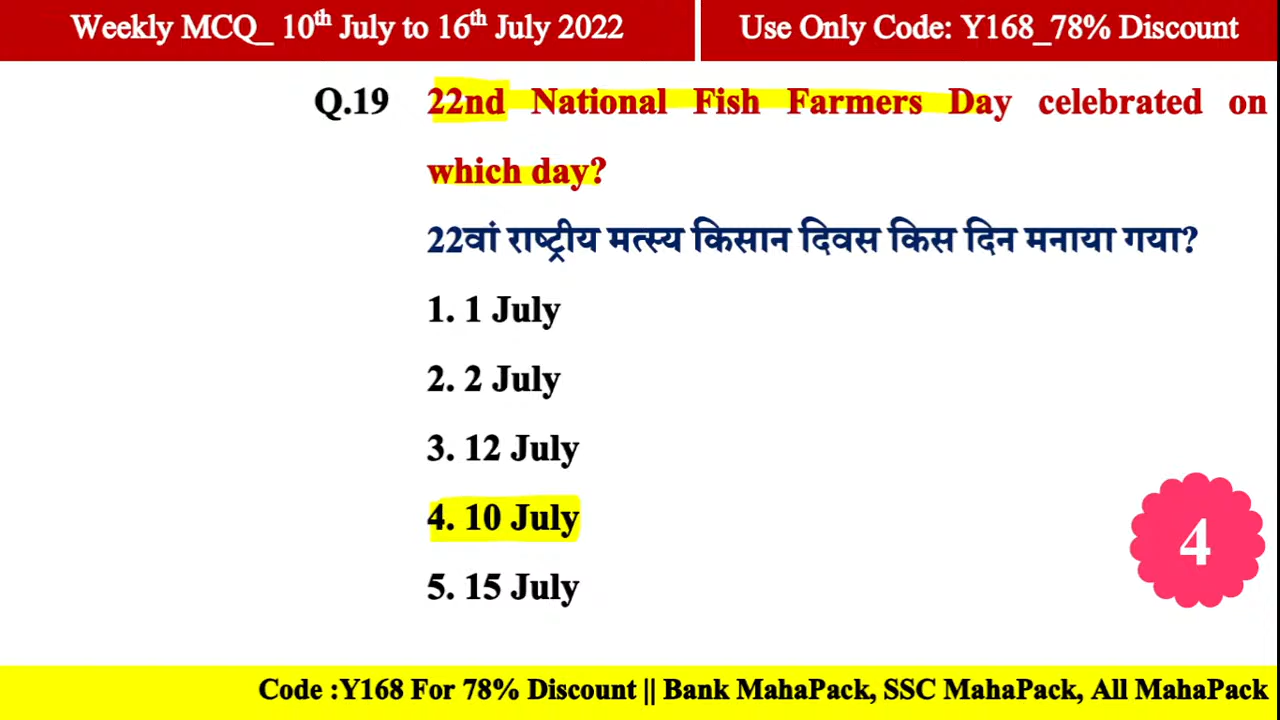 Weekly MCQ_ 10th July to 16th July 2022
Use Only Code: Y168_78% Discount
Q.19 22nd National Fish Farmers Day celebrated on
which day?
22वां राष्ट्रीय मत्स्य किसान दिवस किस दिन मनाया गया?
1. 1 July
2. 2 July
3. 12 July
4. 10 July
5. 15 July
4
Code :Y168 For 78% Discount || Bank MahaPack, SSC MahaPack, All MahaPack